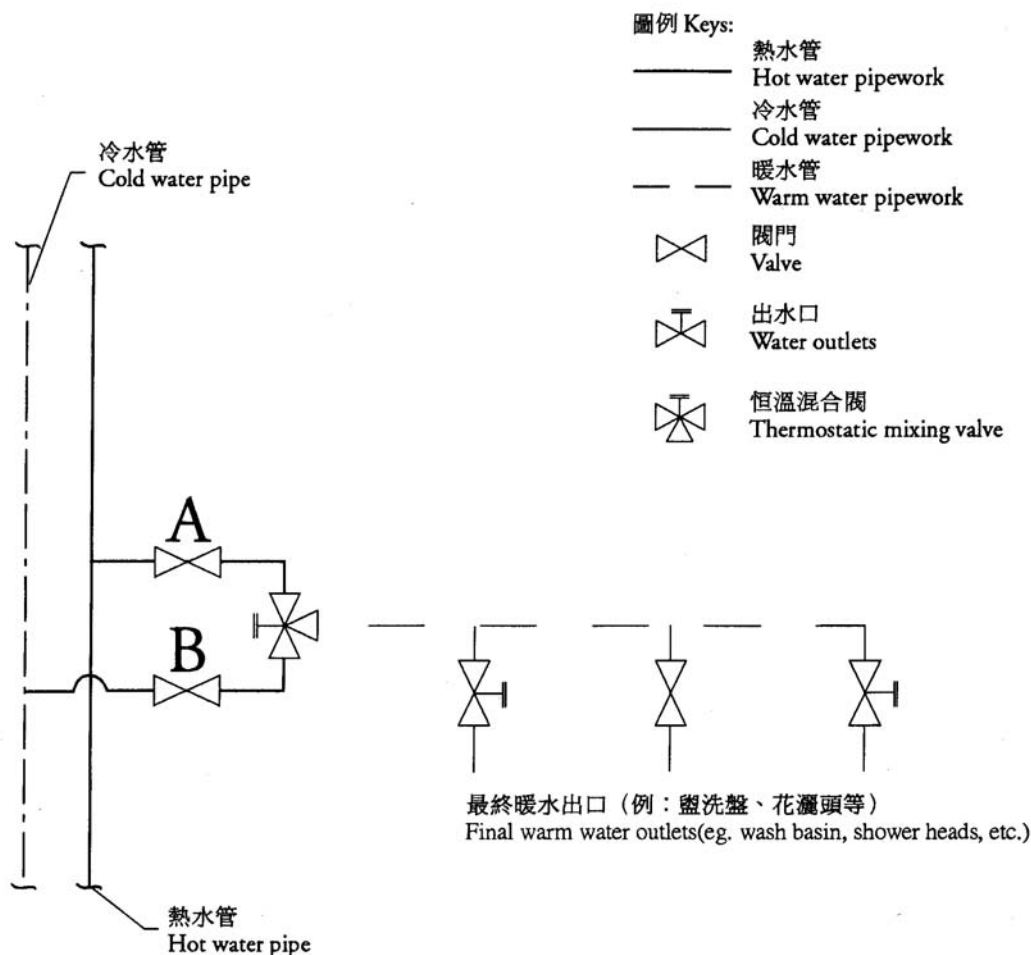 圖例 Keys:
熱水管
Hot water pipework
冷水管
Cold water pipework
暖水管
Warm water pipework
閥門
Valve
出水口
Water outlets
恒溫混合閥
Thermostatic mixing valve
冷水管
Cold water pipe
A
B
最終暖水出口（例：盥洗盤、花灑頭等）
Final warm water outlets(eg. wash basin, shower heads, etc.)
熱水管
Hot water pipe